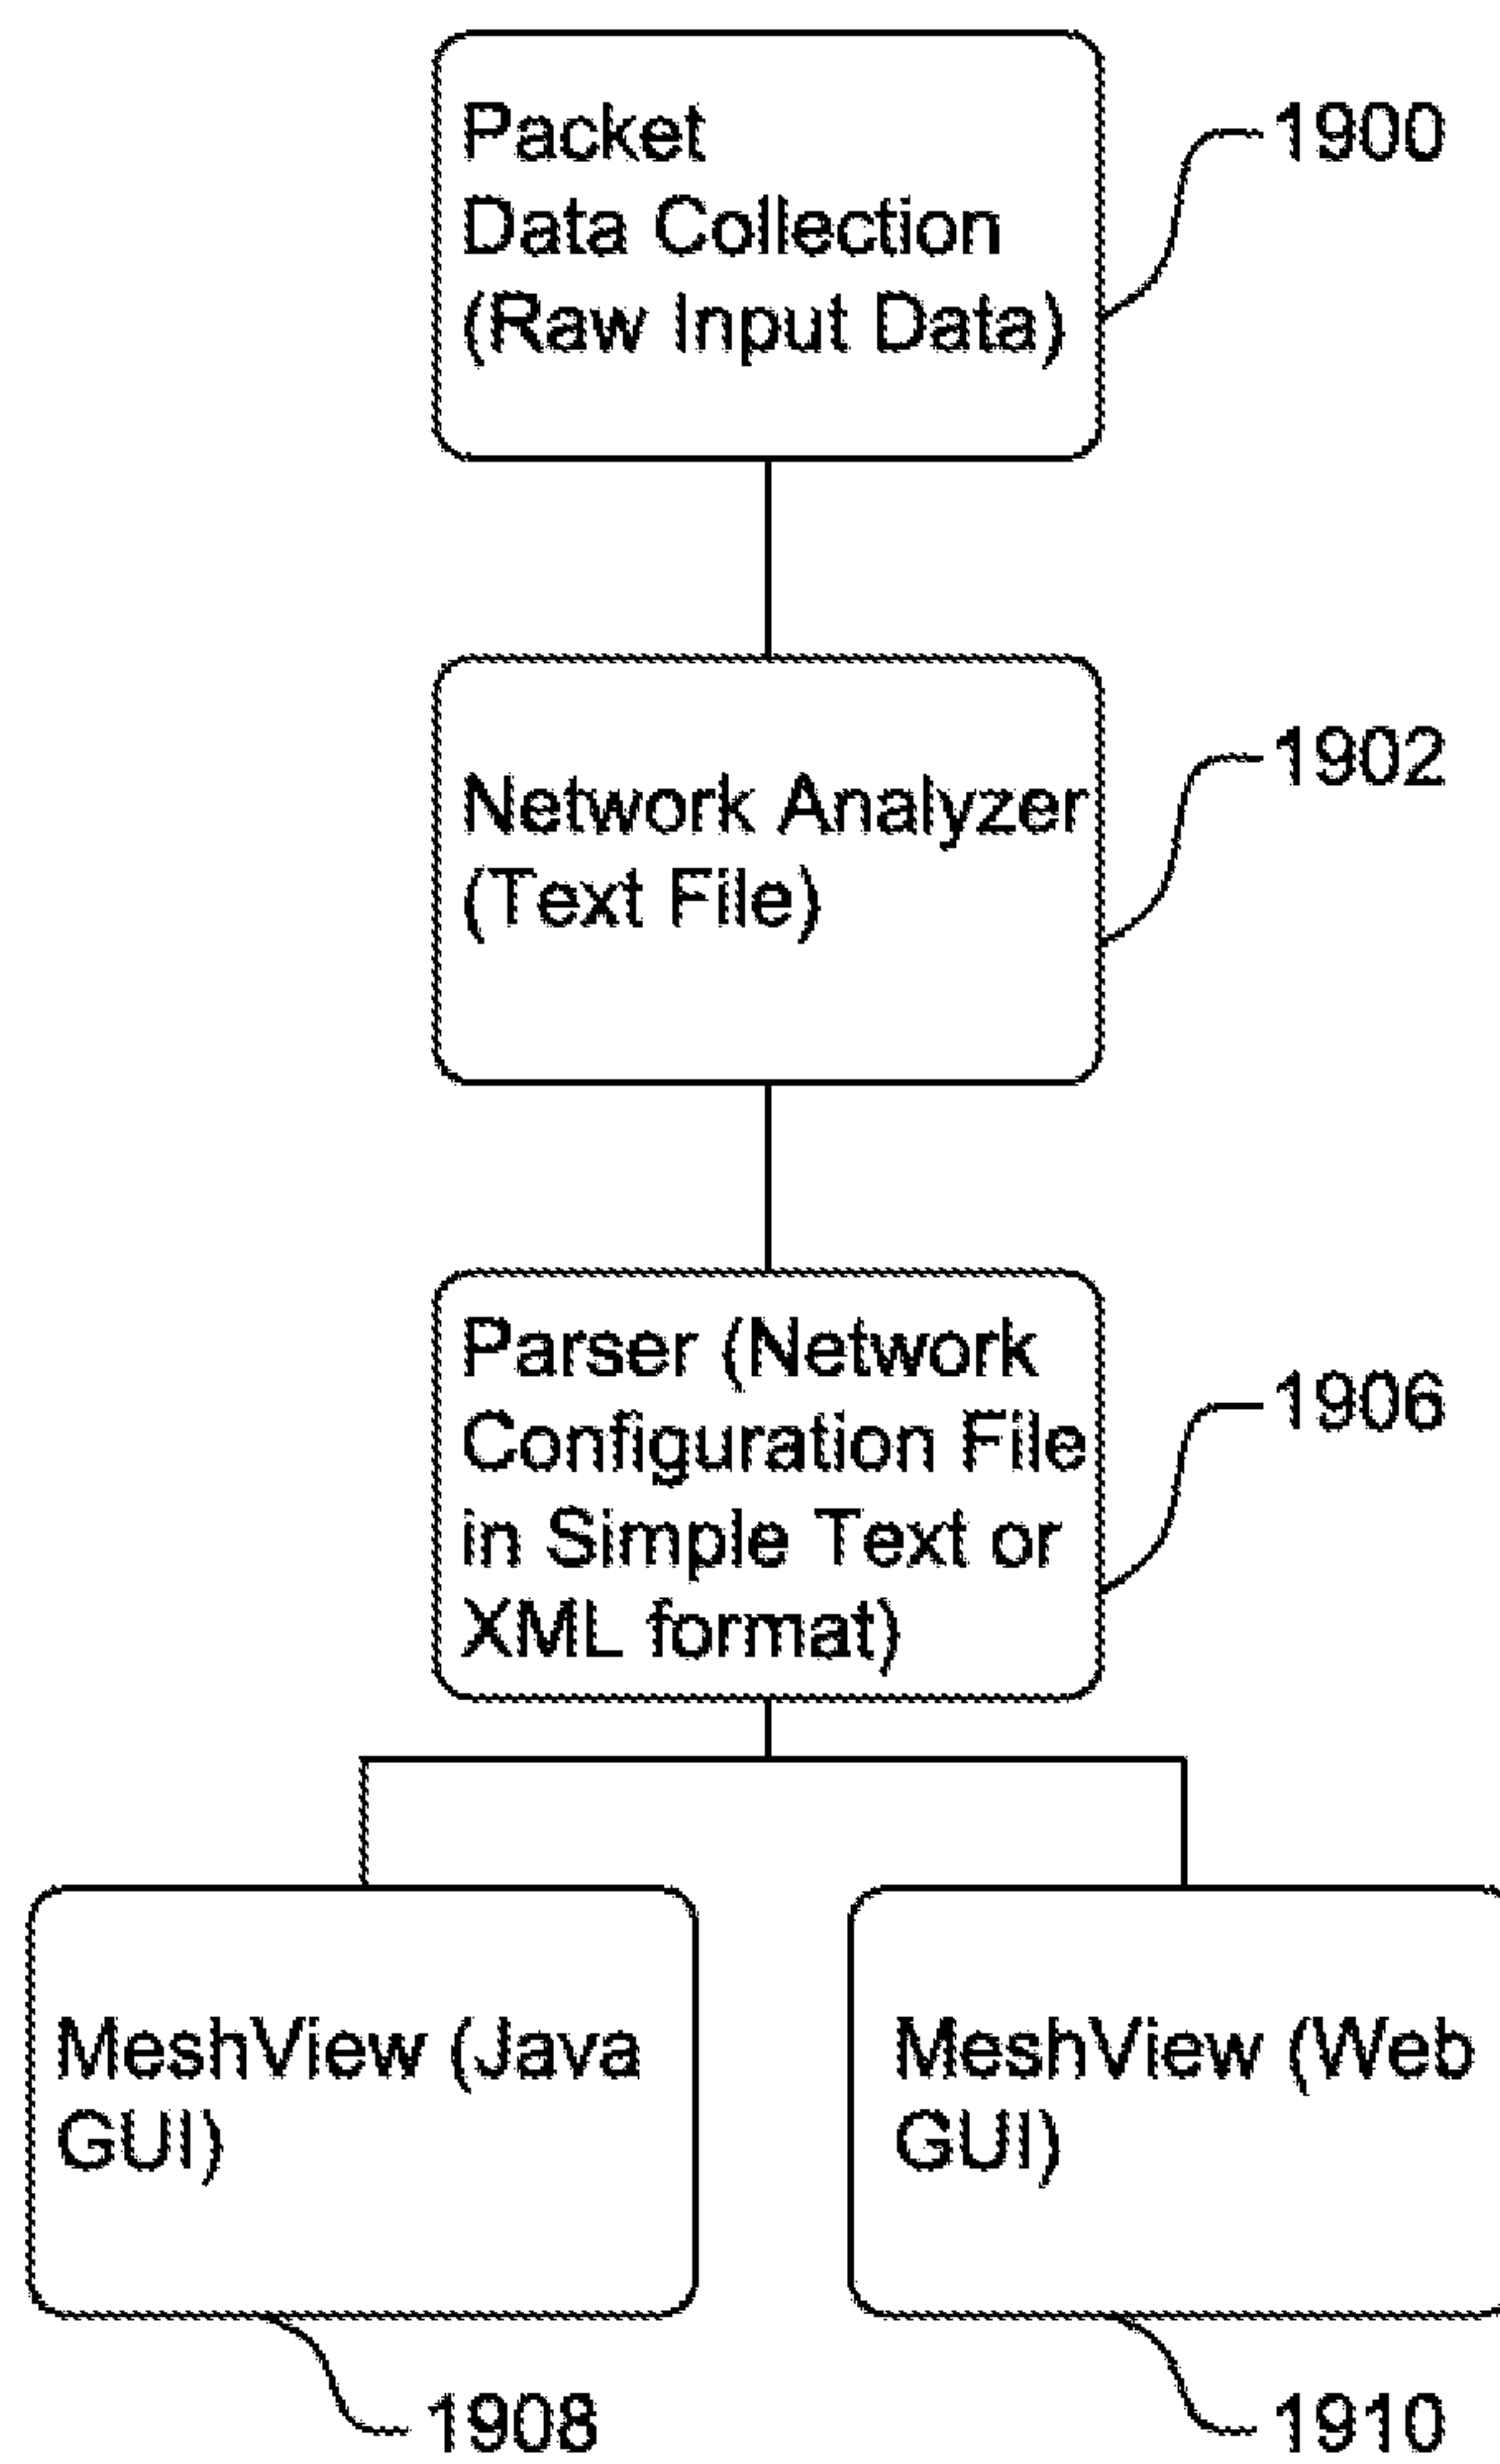 Packet
Data Collection
(Raw Input Data)
1900
Network Analyzer
(Text File)
1902
Parser (Network
Configuration File
in Simple Text or
XML format)
1906
MeshView (Java
GUI)
MeshView (Web
GUI)
1908
1910